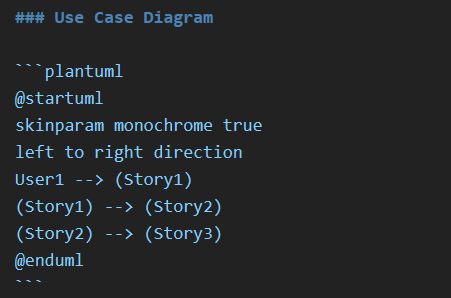 ### Use Case Diagram
```plantuml
@startuml
skinparam monochrome true
left to right direction
User1 --> (Story1)
(Story1) --> (Story2)
(Story2) --> (Story3)
@enduml
```